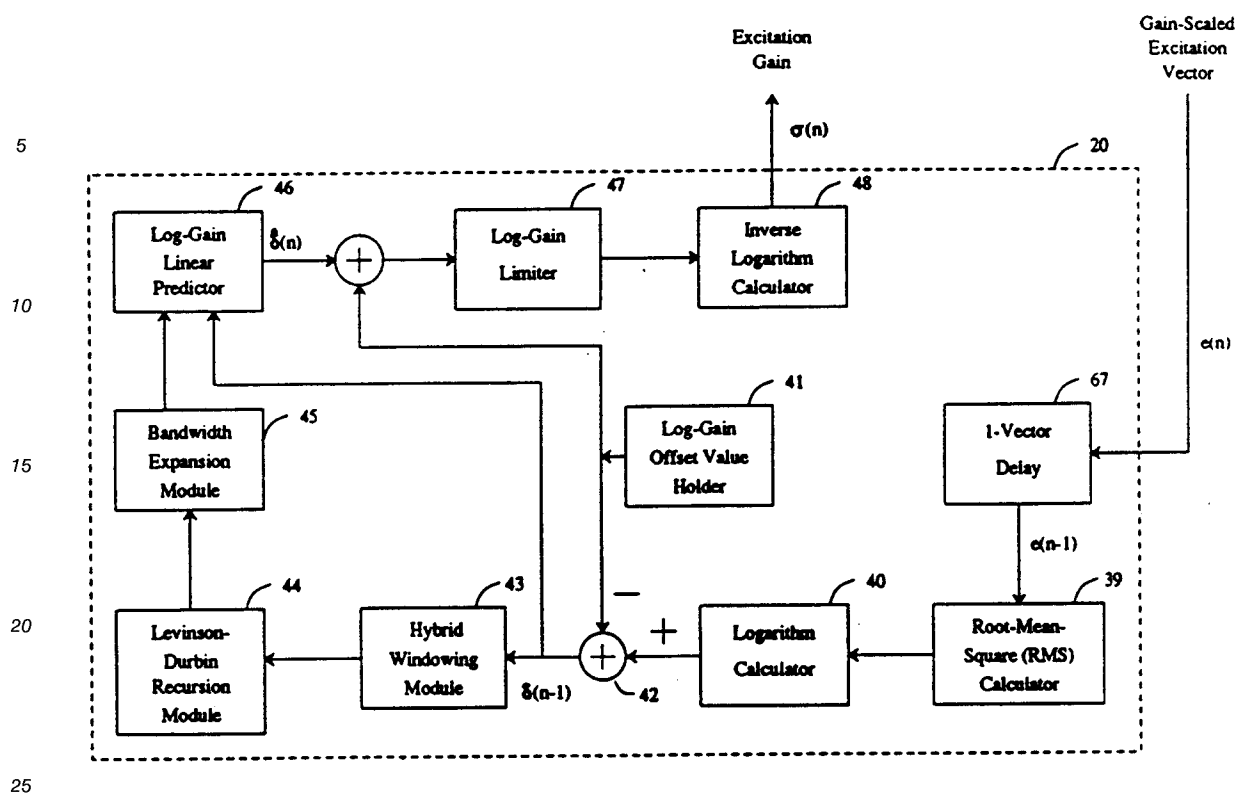 Excitation
Gain
Gain-Scaled
Excitation
Vector
5
σ(n)
20
46
47
48
Log-Gain
Linear
Predictor
δ̂(n)
+
Log-Gain
Limiter
Inverse
Logarithm
Calculator
10
e(n)
41
67
45
Bandwidth
Expansion
Module
Log-Gain
Offset Value
Holder
1-Vector
Delay
15
e(n-1)
44
43
40
39
20
Levinson-
Durbin
Recursion
Module
Hybrid
Windowing
Module
δ(n-1)
−
+
+
42
Logarithm
Calculator
Root-Mean-
Square (RMS)
Calculator
25